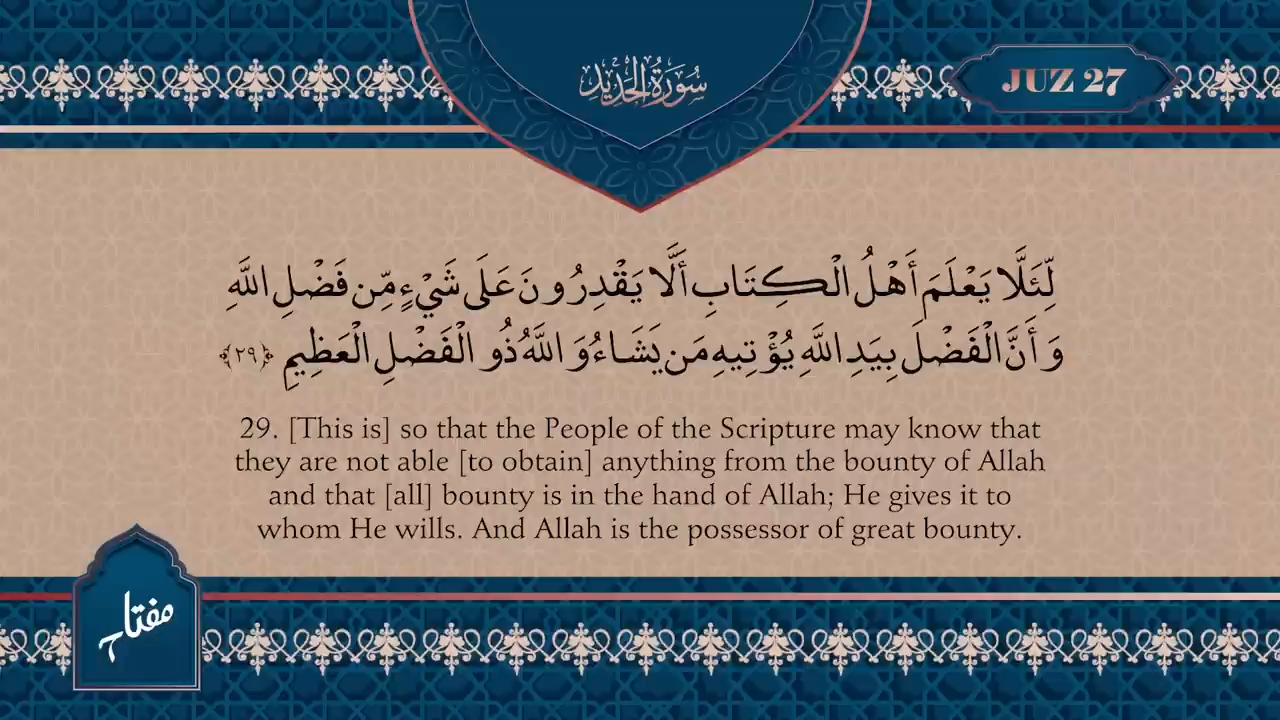 سُورَةُ الْحَدِيدِ
JUZ 27
لِّئَلَّا يَعْلَمَ أَهْلُ الْكِتَابِ أَلَّا يَقْدِرُونَ عَلَى شَيْءٍ مِّن فَضْلِ اللَّهِ
وَأَنَّ الْفَضْلَ بِيَدِ اللَّهِ يُؤْتِيهِ مَن يَشَاءُ وَاللَّهُ ذُو الْفَضْلِ الْعَظِيمِ ﴿٢٩﴾
29. [This is] so that the People of the Scripture may know that
they are not able [to obtain] anything from the bounty of Allah
and that [all] bounty is in the hand of Allah; He gives it to
whom He wills. And Allah is the possessor of great bounty.
مفتاح